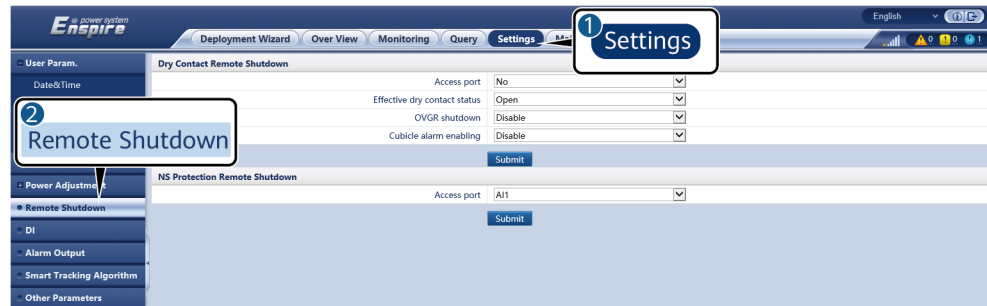 Enspire @ power system
English
Deployment Wizard Over View Monitoring Query Settings
1 Settings
0 0 1
User Param.
Date&Time
2 Remote Shutdown
Power Adjustment
Remote Shutdown
DI
Alarm Output
Smart Tracking Algorithm
Other Parameters
Dry Contact Remote Shutdown
Access port No
Effective dry contact status Open
OVGR shutdown Disable
Cubicle alarm enabling Disable
Submit
NS Protection Remote Shutdown
Access port AI1
Submit